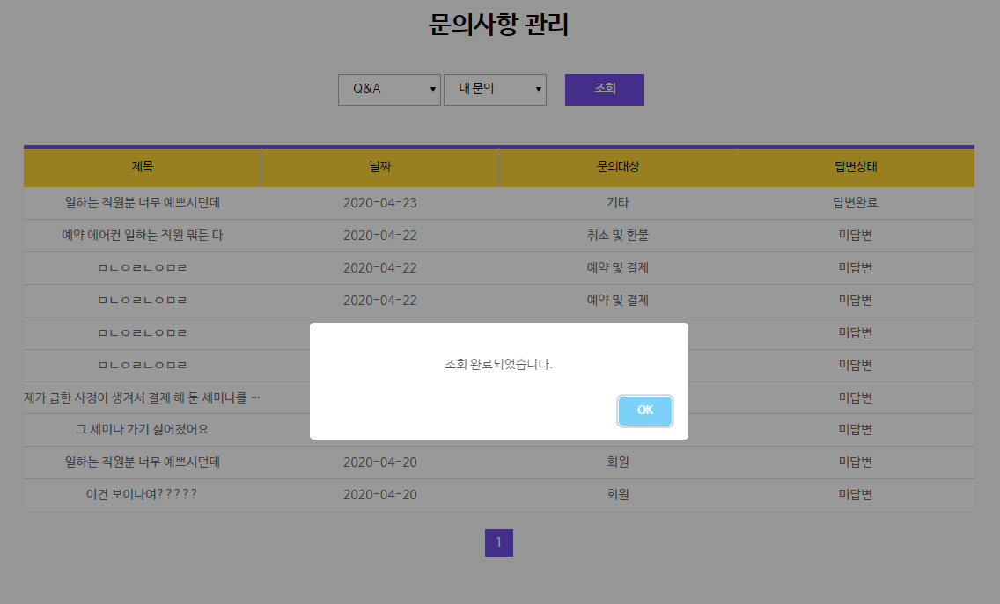 문의사항 관리
Q&A 내 문의 조회
제목 날짜 문의대상 답변상태
일하는 직원분 너무 예쁘시던데 2020-04-23 기타 답변완료
예약 에어컨 일하는 직원 뭐든 다 2020-04-22 취소 및 환불 미답변
ㅁㄴㅇㄹㄴㅇㅁㄹ 2020-04-22 예약 및 결제 미답변
ㅁㄴㅇㄹㄴㅇㅁㄹ 2020-04-22 예약 및 결제 미답변
ㅁㄴㅇㄹㄴㅇㅁㄹ 미답변
ㅁㄴㅇㄹㄴㅇㅁㄹ 미답변
조회 완료되었습니다.
제가 급한 사정이 생겨서 결제 해 둔 세미나를 … 미답변
OK
그 세미나 가기 싫어졌어요 미답변
일하는 직원분 너무 예쁘시던데 2020-04-20 회원 미답변
이건 보이나여????? 2020-04-20 회원 미답변
1